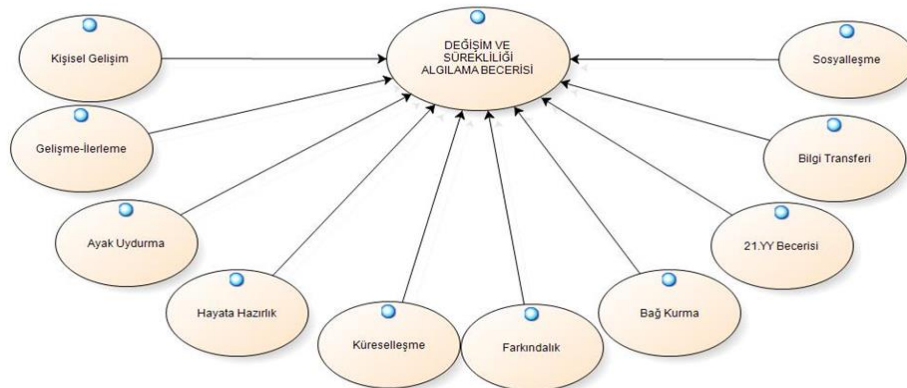 DEĞİŞİM VE
SÜREKLİLİĞİ
ALGILAMA BECERİSİ
Kişisel Gelişim
Sosyalleşme
Gelişme-İlerleme
Bilgi Transferi
Ayak Uydurma
21.YY Becerisi
Hayata Hazırlık
Bağ Kurma
Küreselleşme
Farkındalık